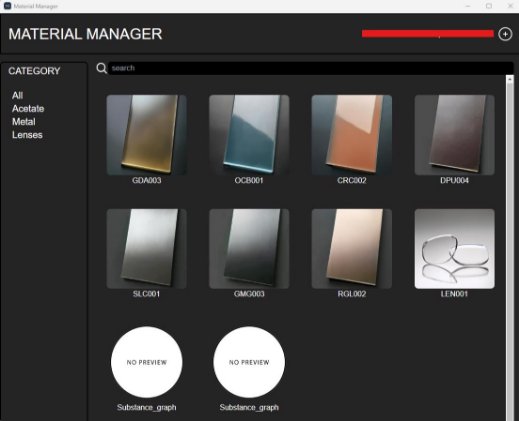 Material Manager
MATERIAL MANAGER
CATEGORY
search
All
Acetate
Metal
Lenses
GDA003 OCB001 CRC002 DPU004
SLC001 GMG003 RGL002 LEN001
NO PREVIEW NO PREVIEW
Substance_graph Substance_graph